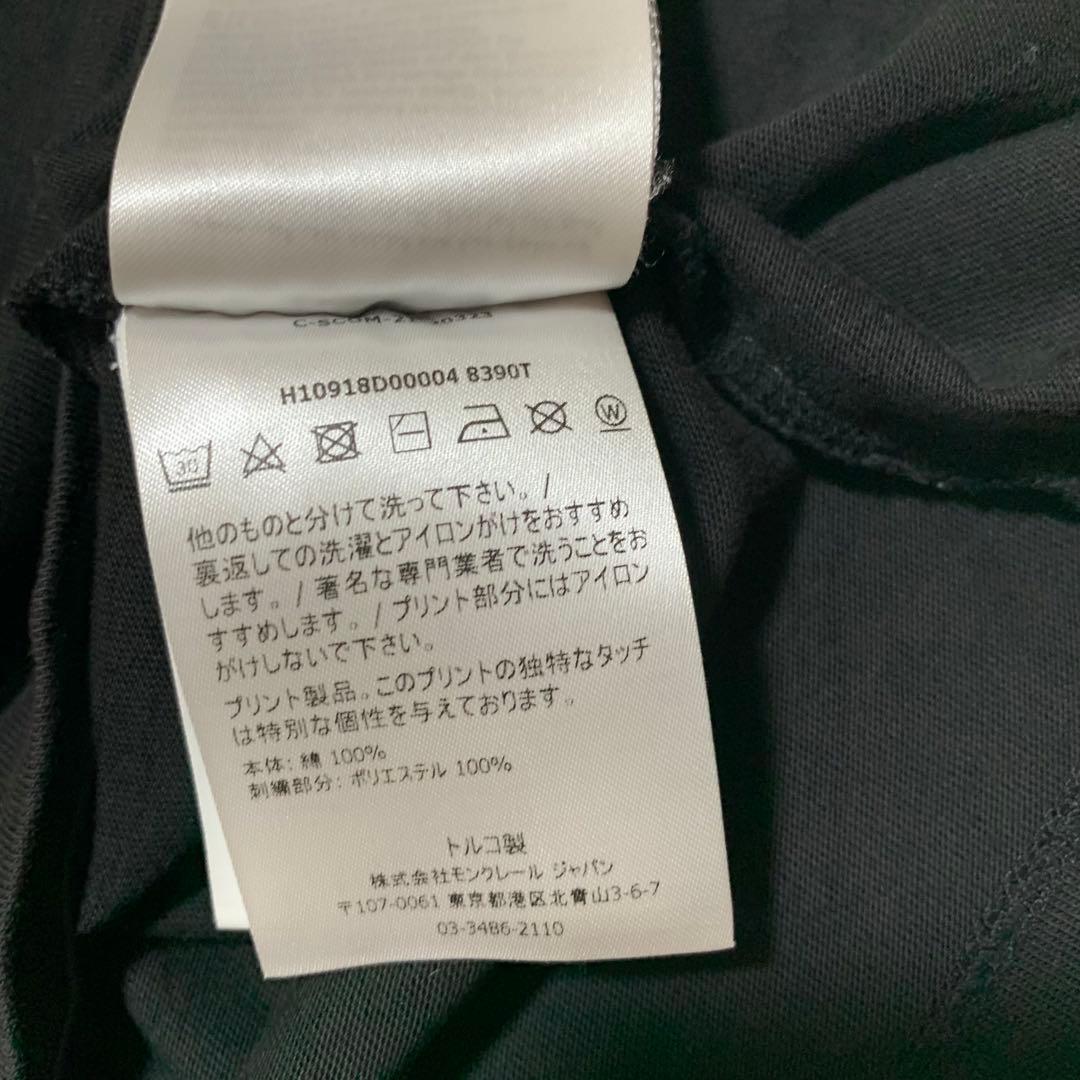 H10918D00004 8390T
30 W
他のものと分けて洗って下さい。/
裏返しての洗濯とアイロンがけをおすすめ
します。/ 著名な専門業者で洗うことをお
すすめします。/ プリント部分にはアイロン
がけしないで下さい。
プリント製品。このプリントの独特なタッチ
は特別な個性を与えております。
本体: 綿 100%
刺繍部分: ポリエステル 100%
トルコ製
株式会社モンクレール ジャパン
〒107-0061 東京都港区北青山3-6-7
03-3486-2110